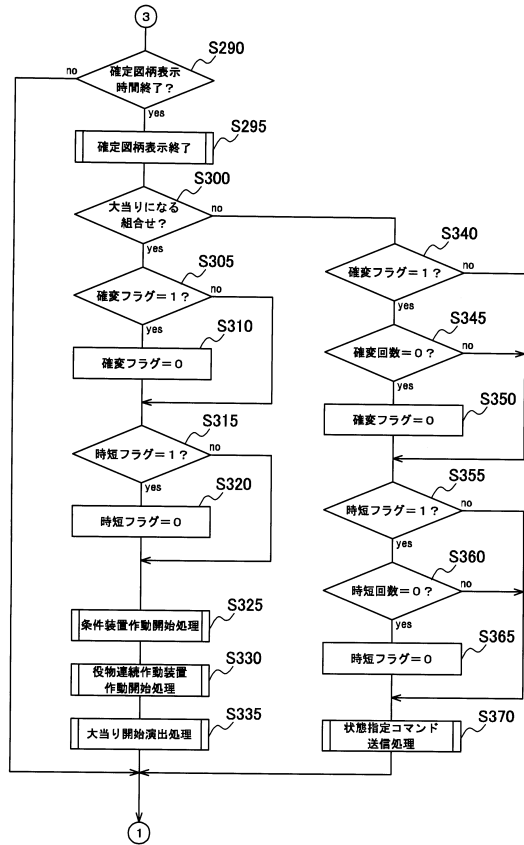 3
S290
確定図柄表示
時間終了？
no
yes
S295
確定図柄表示終了
S300
大当りになる
組合せ？
no
yes
S305
確変フラグ＝１？
no
yes
S310
確変フラグ＝０
S315
時短フラグ＝１？
no
yes
S320
時短フラグ＝０
S325
条件装置作動開始処理
S330
役物連続作動装置
作動開始処理
S335
大当り開始演出処理
S340
確変フラグ＝１？
no
yes
S345
確変回数＝０？
no
yes
S350
確変フラグ＝０
S355
時短フラグ＝１？
no
yes
S360
時短回数＝０？
no
yes
S365
時短フラグ＝０
S370
状態指定コマンド
送信処理
1